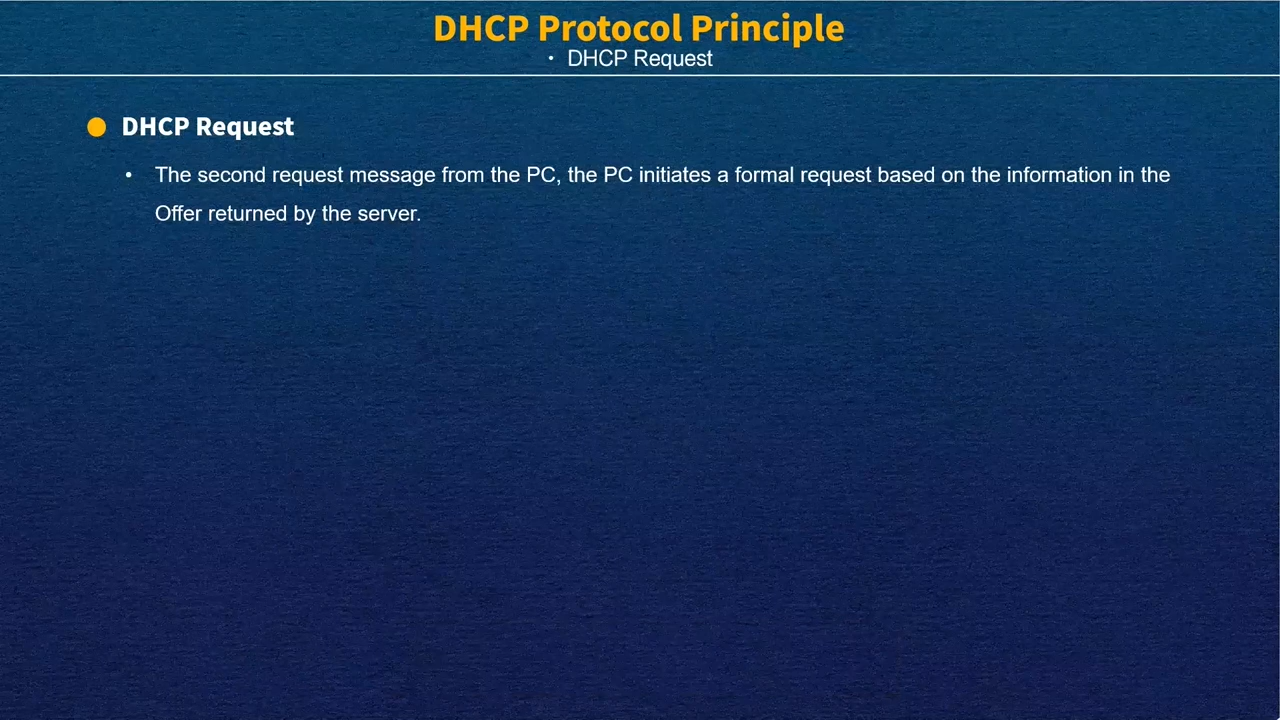 DHCP Protocol Principle
• DHCP Request
DHCP Request
• The second request message from the PC, the PC initiates a formal request based on the information in the
Offer returned by the server.